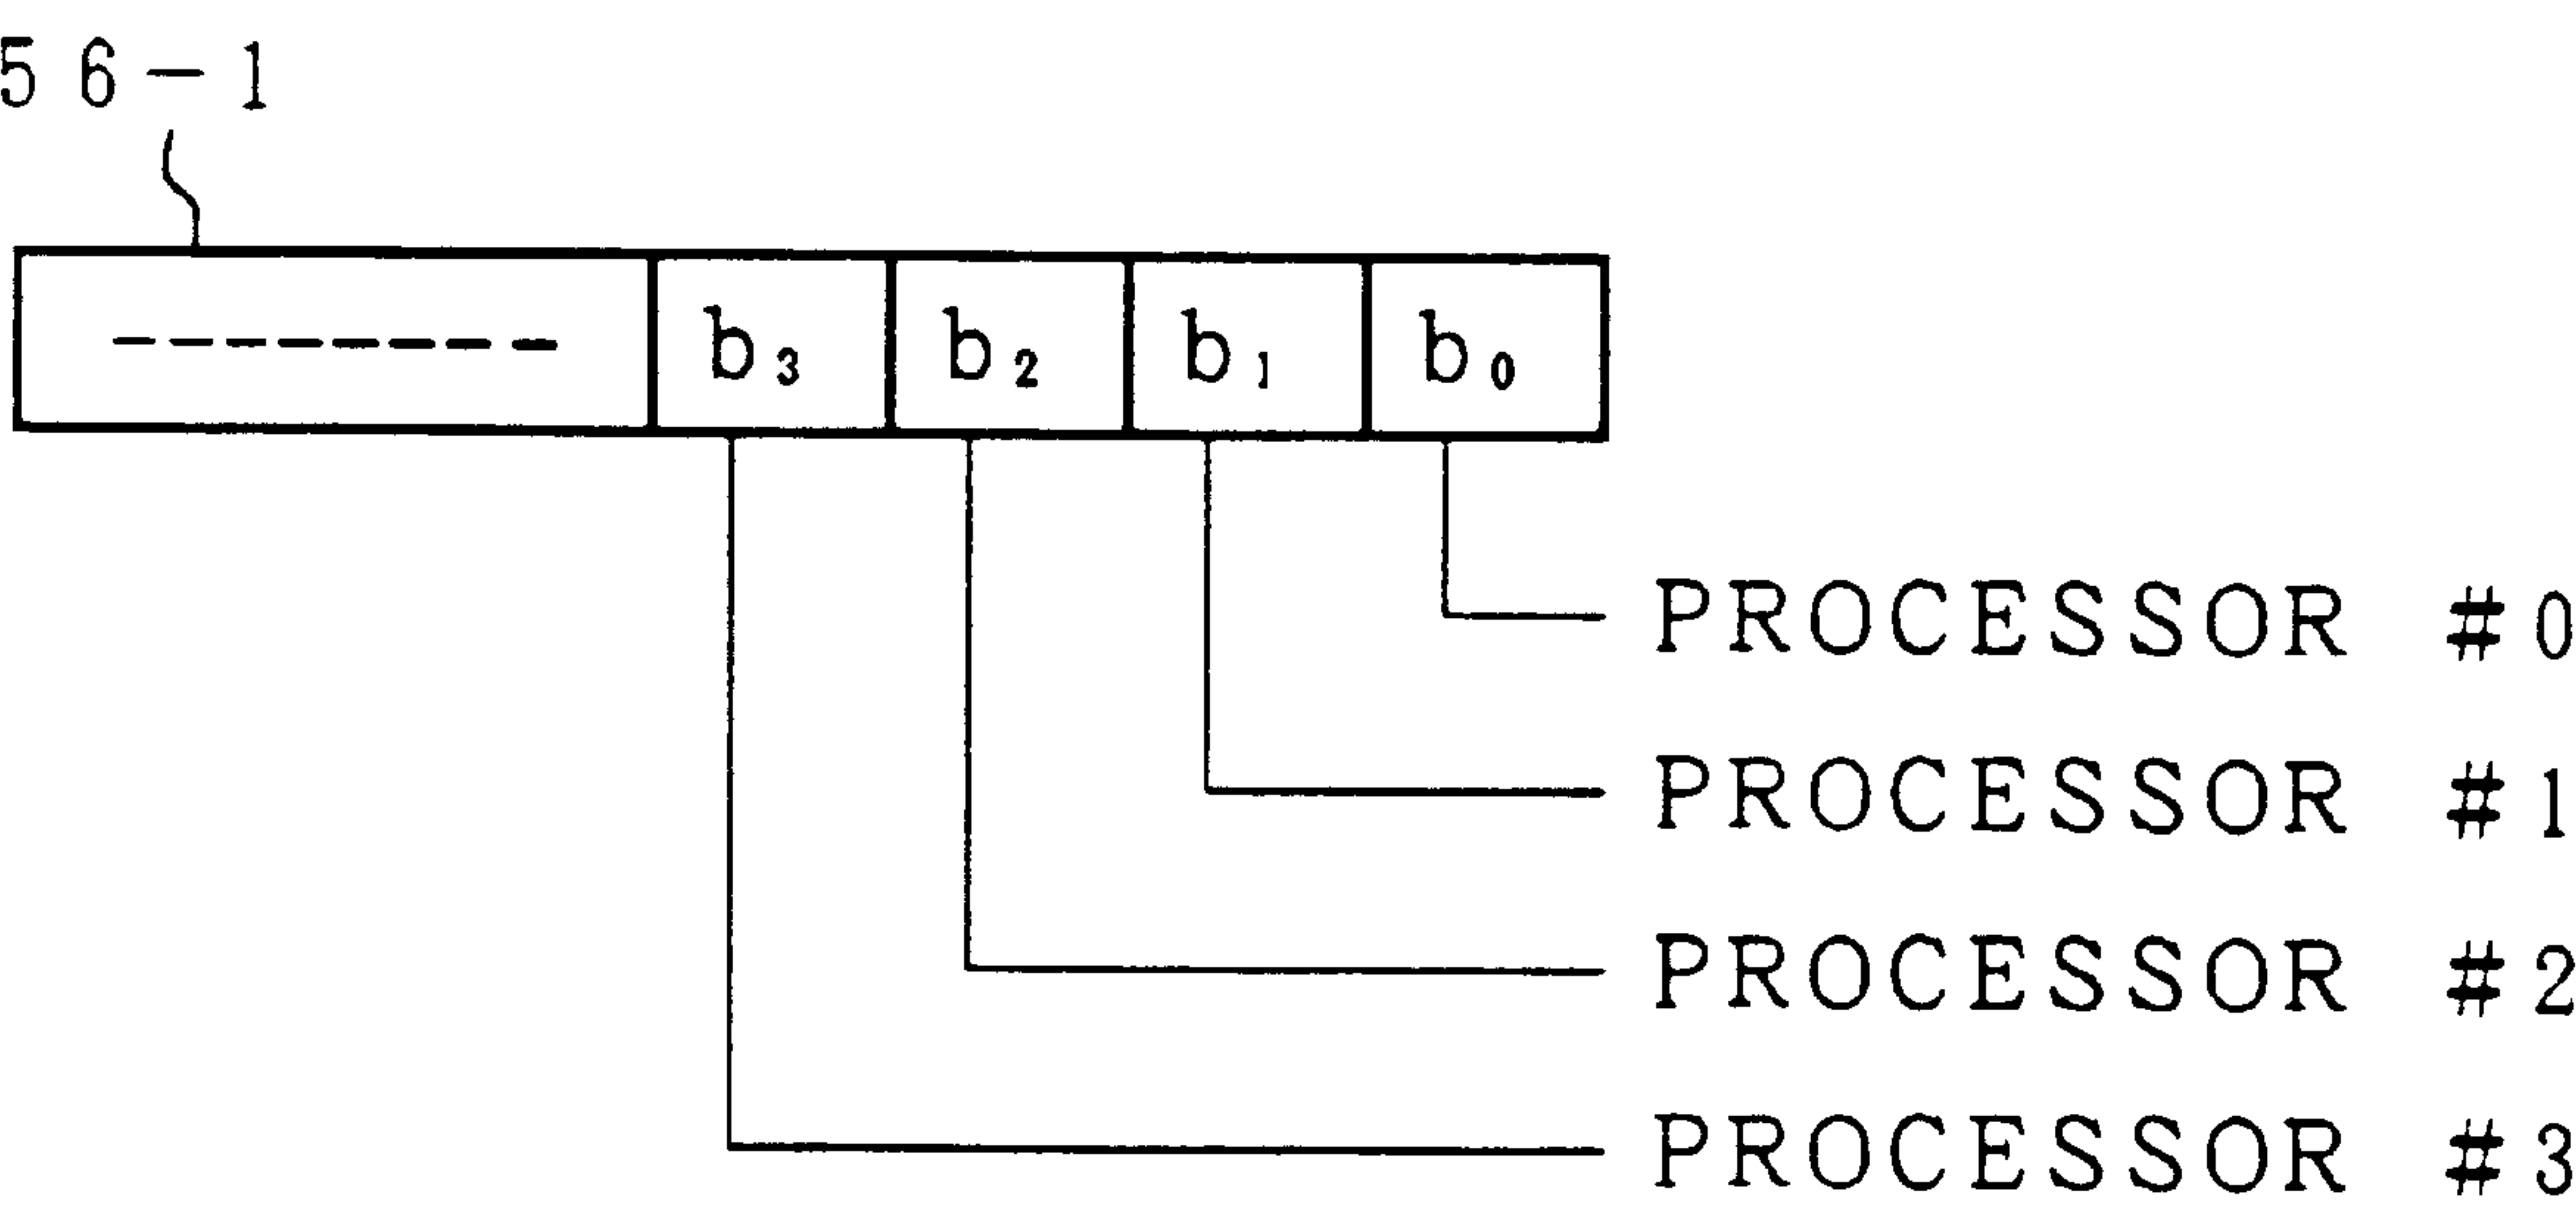 56-1
b₃ b₂ b₁ b₀
PROCESSOR #0
PROCESSOR #1
PROCESSOR #2
PROCESSOR #3